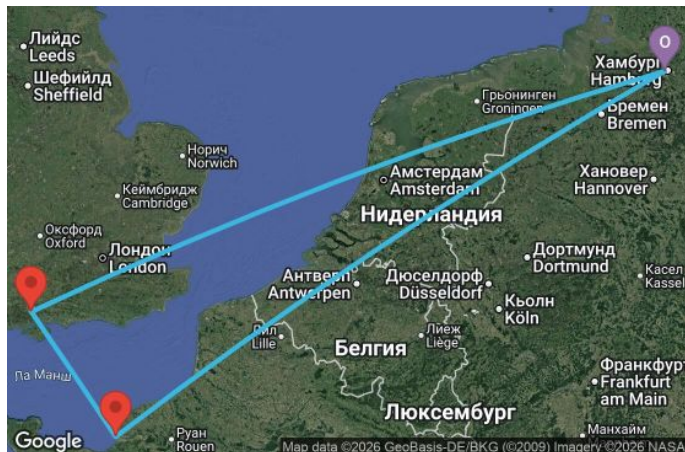 Лийдс
Leeds
Шефийлд
Sheffield
O
Хамбург
Hamburg
Грьонинген
Groningen
Бремен
Bremen
Норич
Norwich
Амстердам
Amsterdam
Хановер
Hannover
Кеймбридж
Cambridge
Нидерландия
Оксфорд
Oxford
Лондон
London
Дортмунд
Dortmund
Антверп
Antwerpen
Дюселдорф
Düsseldorf
Касел
Kassel
Кьолн
Köln
Лил
Lille
Лиеж
Liège
Белгия
Ла Манш
Франкфурт
Frankfurt
am Main
Люксембург
Руан
Rouen
Манхайм
Google
Map data ©2026 GeoBasis-DE/BKG (©2009) Imagery ©2026 NASA